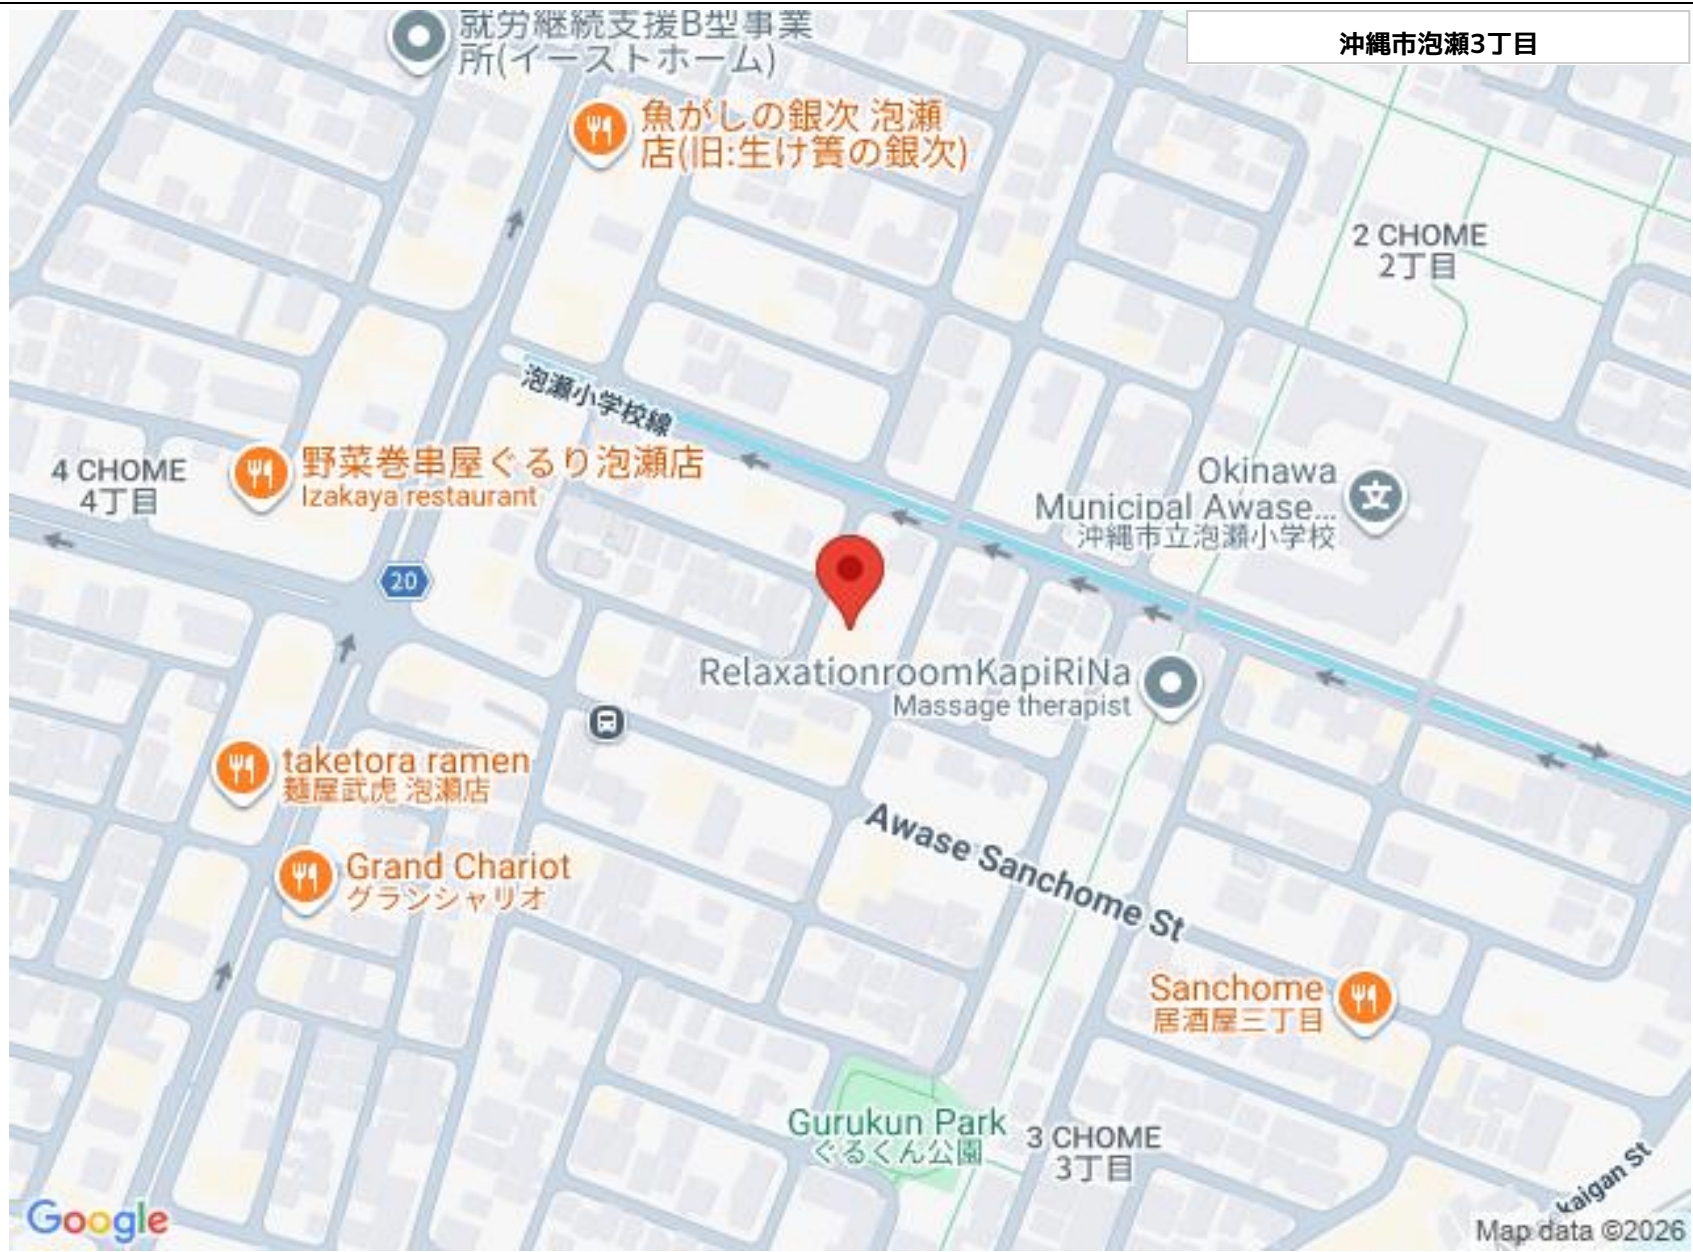 就労継続支援B型事業
所(イーストホーム)
沖縄市泡瀬3丁目
魚がしの銀次 泡瀬
店(旧:生け簀の銀次)
2 CHOME
2丁目
泡瀬小学校線
野菜巻串屋ぐるり泡瀬店
Izakaya restaurant
4 CHOME
4丁目
Okinawa
Municipal Awase...
沖縄市立泡瀬小学校
20
RelaxationroomKapiRiNa
Massage therapist
taketora ramen
麺屋武虎 泡瀬店
Awase Sanchome St
Grand Chariot
グランシャリオ
Sanchome
居酒屋三丁目
Gurukun Park
ぐるくん公園
3 CHOME
3丁目
kaigan St
Google
Map data ©2026